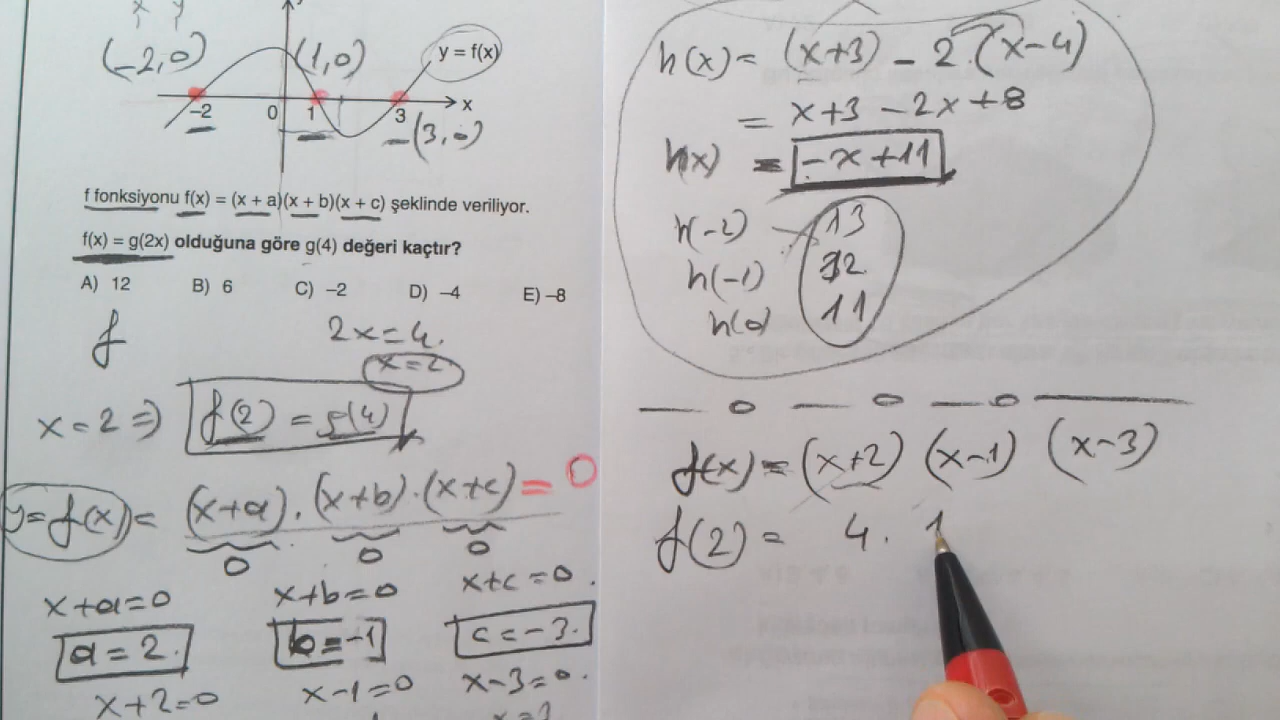 x y
(-2,0) (1,0) y = f(x)
-2 0 1 3 x
-(3,0)
f fonksiyonu f(x) = (x + a)(x + b)(x + c) şeklinde veriliyor.
f(x) = g(2x) olduğuna göre g(4) değeri kaçtır?
A) 12 B) 6 C) –2 D) –4 E) –8
f 2x=4
x=2
x=2 ⇒ f(2) = g(4)
y=f(x)= (x+a).(x+b).(x+c) = 0
0 0 0
x+a=0 x+b=0 x+c=0.
a=2. b=-1 c=-3.
x+2=0 x-1=0 x-3=0.
h(x) = (x+3) - 2.(x-4)
= x+3 -2x+8
h(x) = -x+11
h(-2) 13
h(-1) 12
h(0) 11
f(x)= (x+2) (x-1) (x-3)
f(2) = 4. 1